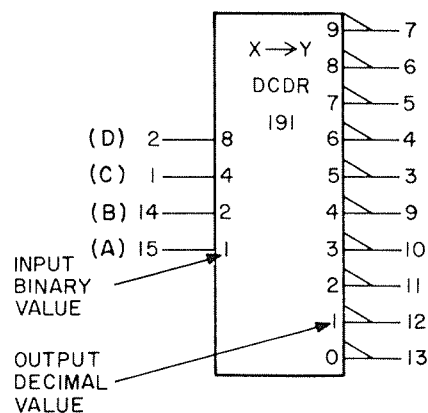 9 7
X→Y
8 6
DCDR
7 5
191
(D) 2 8 6 4
(C) 1 4 5 3
(B) 14 2 4 9
(A) 15 1 3 10
INPUT
BINARY
VALUE
2 11
1 12
OUTPUT
DECIMAL
VALUE
0 13